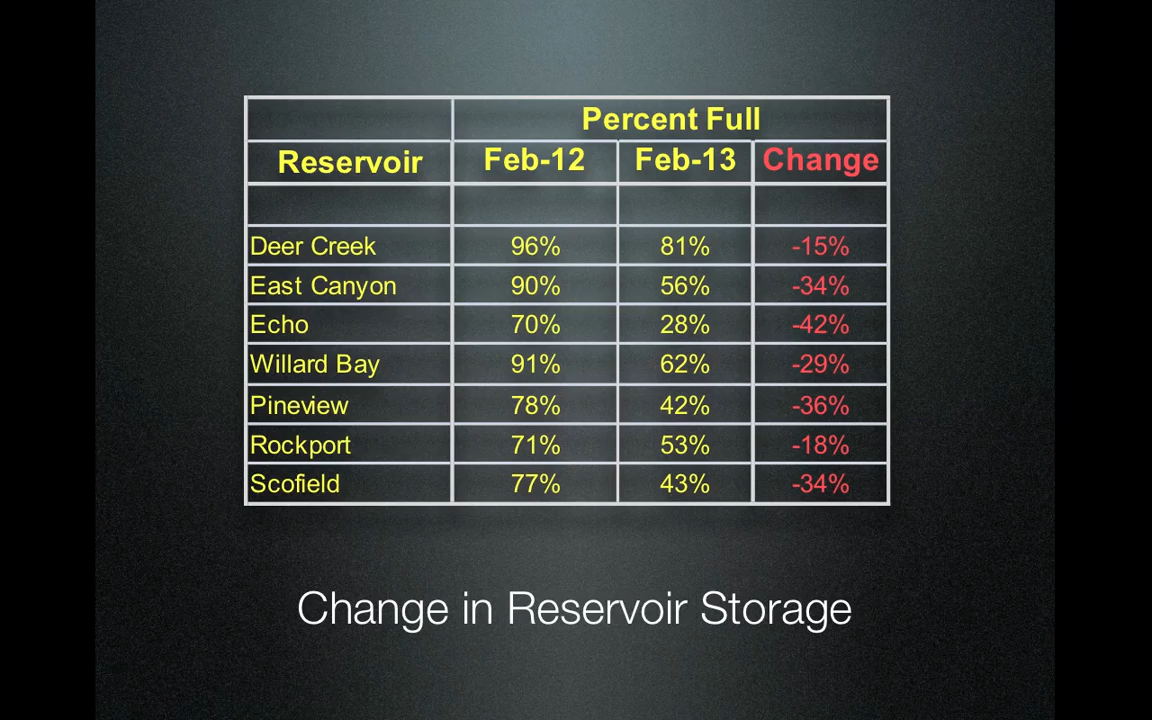 Percent Full
Reservoir Feb-12 Feb-13 Change
Deer Creek 96% 81% -15%
East Canyon 90% 56% -34%
Echo 70% 28% -42%
Willard Bay 91% 62% -29%
Pineview 78% 42% -36%
Rockport 71% 53% -18%
Scofield 77% 43% -34%
Change in Reservoir Storage